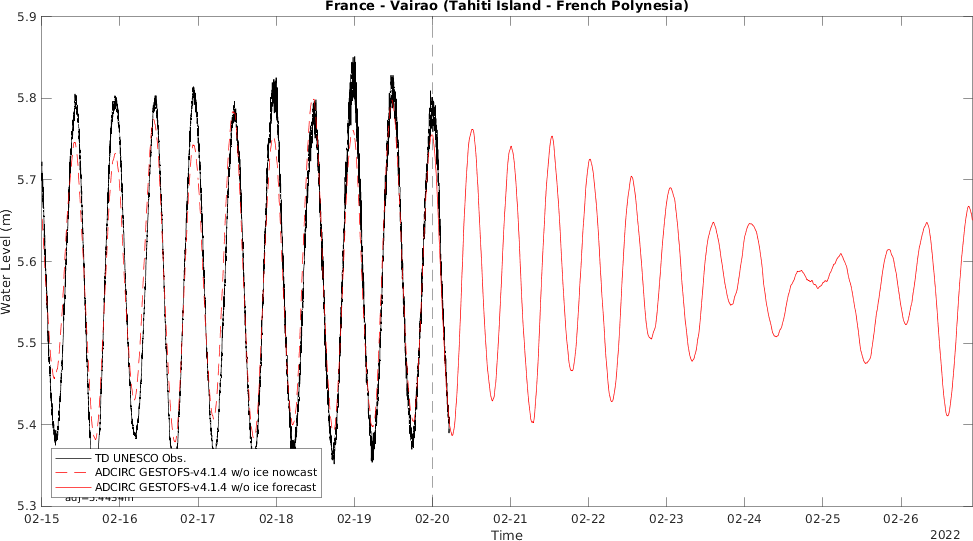 France - Vairao (Tahiti Island - French Polynesia)
5.9
5.8
5.7
5.6
5.5
5.4
5.3
Water Level (m)
TD UNESCO Obs.
ADCIRC GESTOFS-v4.1.4 w/o ice nowcast
ADCIRC GESTOFS-v4.1.4 w/o ice forecast
02-15 02-16 02-17 02-18 02-19 02-20 02-21 02-22 02-23 02-24 02-25 02-26
Time
2022